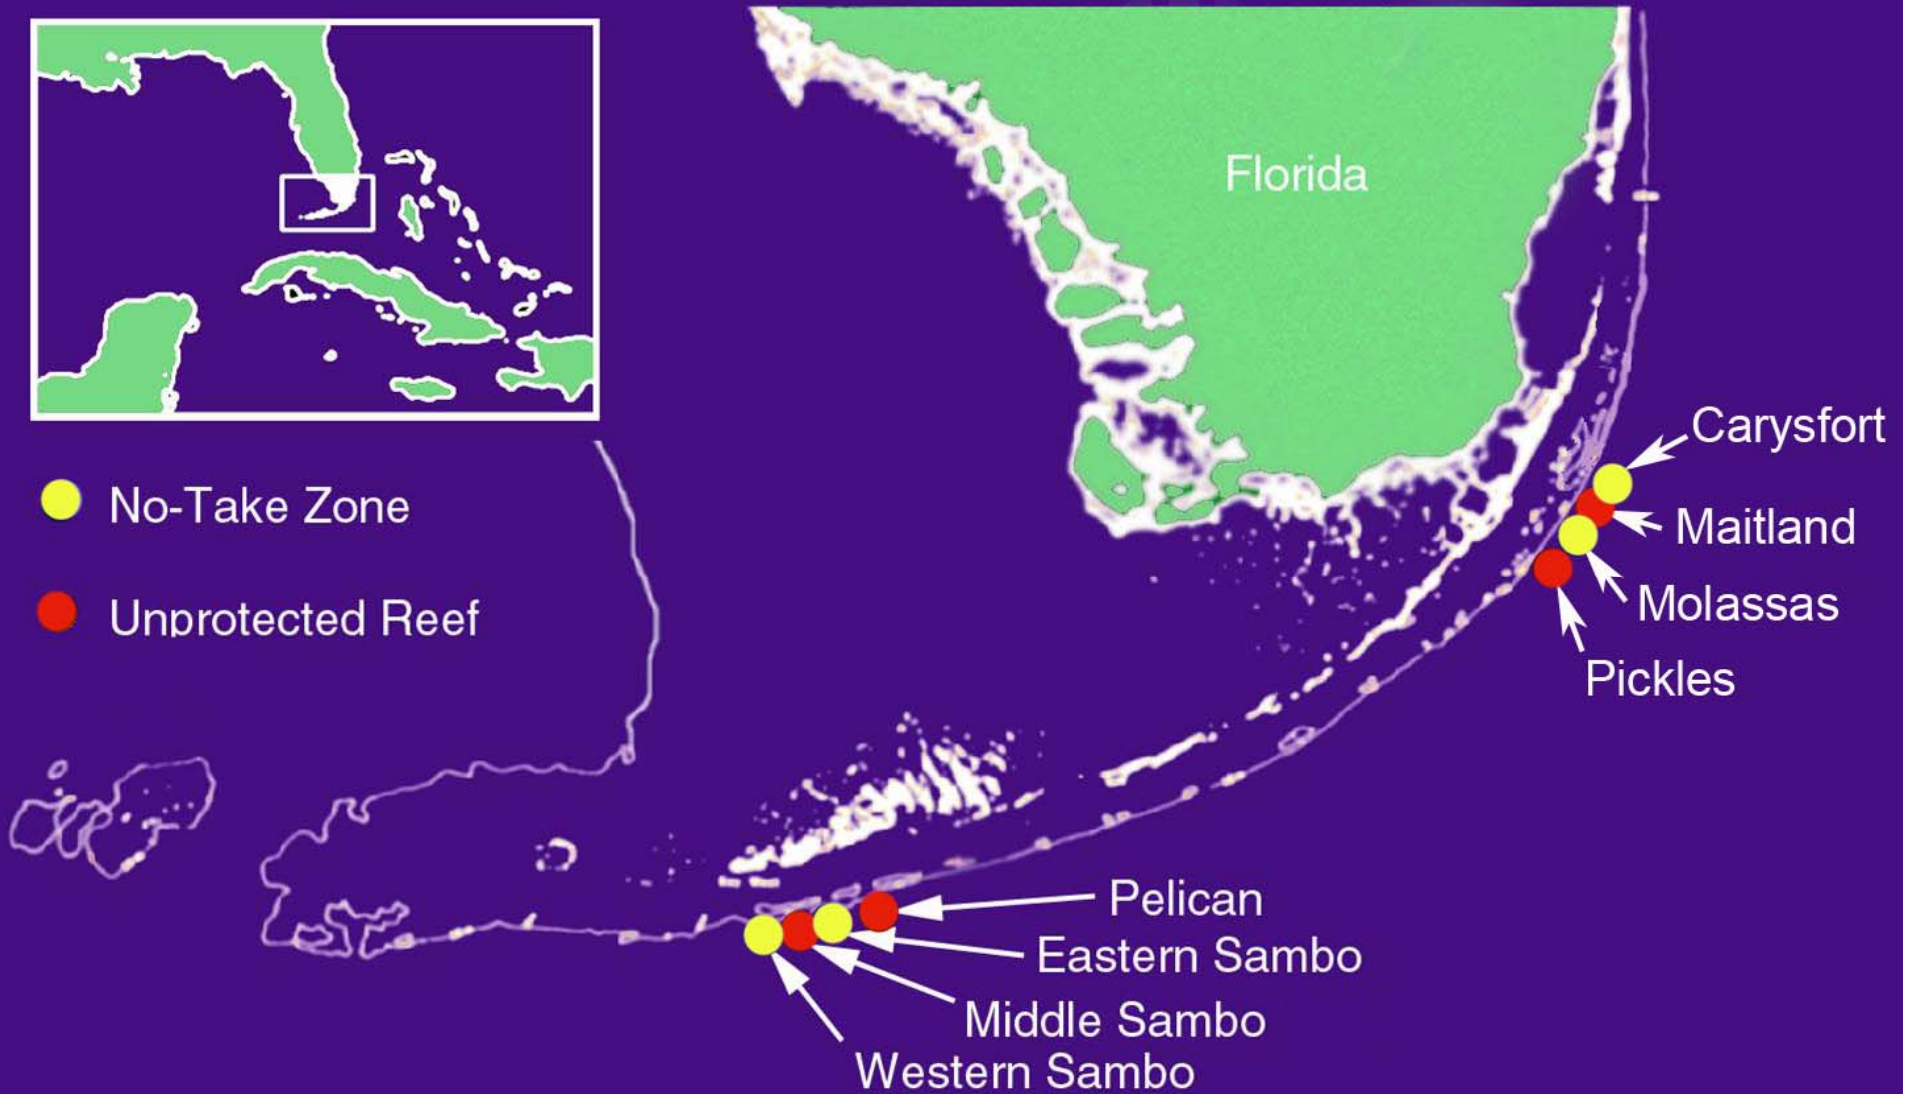 Florida
No-Take Zone
Unprotected Reef
Carysfort
Maitland
Molassas
Pickles
Pelican
Eastern Sambo
Middle Sambo
Western Sambo